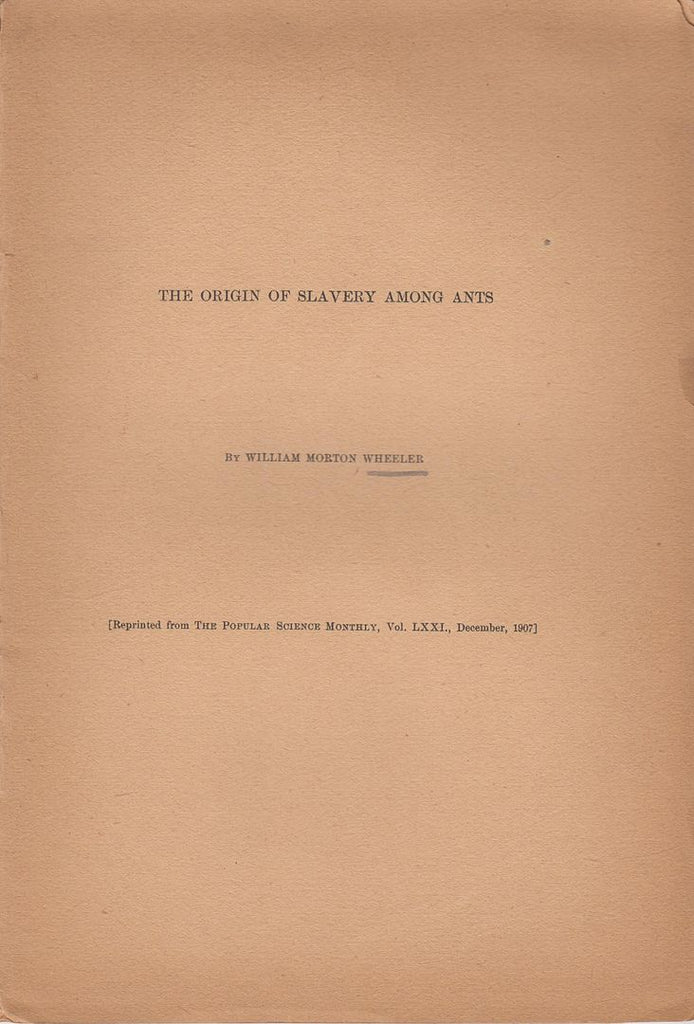 THE ORIGIN OF SLAVERY AMONG ANTS
By WILLIAM MORTON WHEELER
[Reprinted from The Popular Science Monthly, Vol. LXXI., December, 1907]